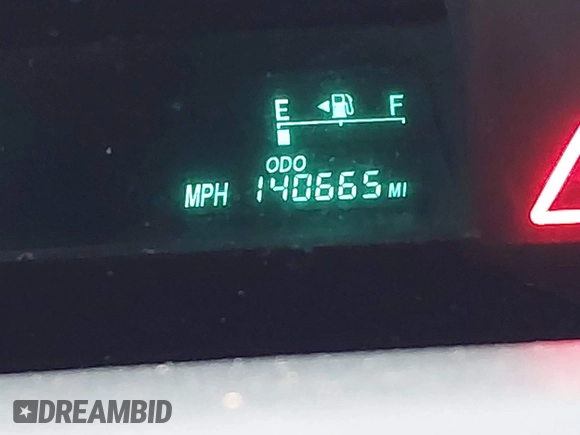 E F
ODO
MPH 140665 MI
DREAMBID